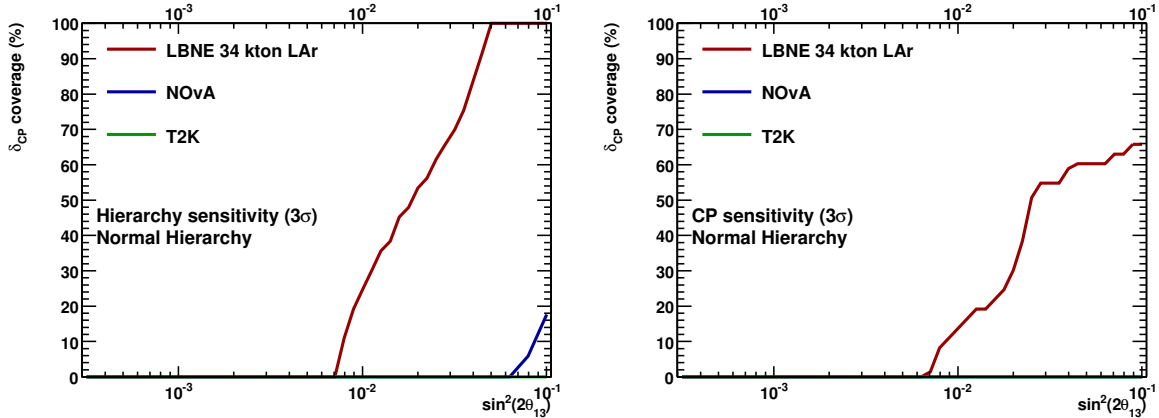 10⁻³ 10⁻² 10⁻¹
100
90
80
70
60
50
40
30
20
10
0
δCP coverage (%)
LBNE 34 kton LAr
NOνA
T2K
Hierarchy sensitivity (3σ)
Normal Hierarchy
10⁻³ 10⁻² 10⁻¹
sin²(2θ₁₃)
10⁻³ 10⁻² 10⁻¹
100
90
80
70
60
50
40
30
20
10
0
δCP coverage (%)
LBNE 34 kton LAr
NOνA
T2K
CP sensitivity (3σ)
Normal Hierarchy
10⁻³ 10⁻² 10⁻¹
sin²(2θ₁₃)